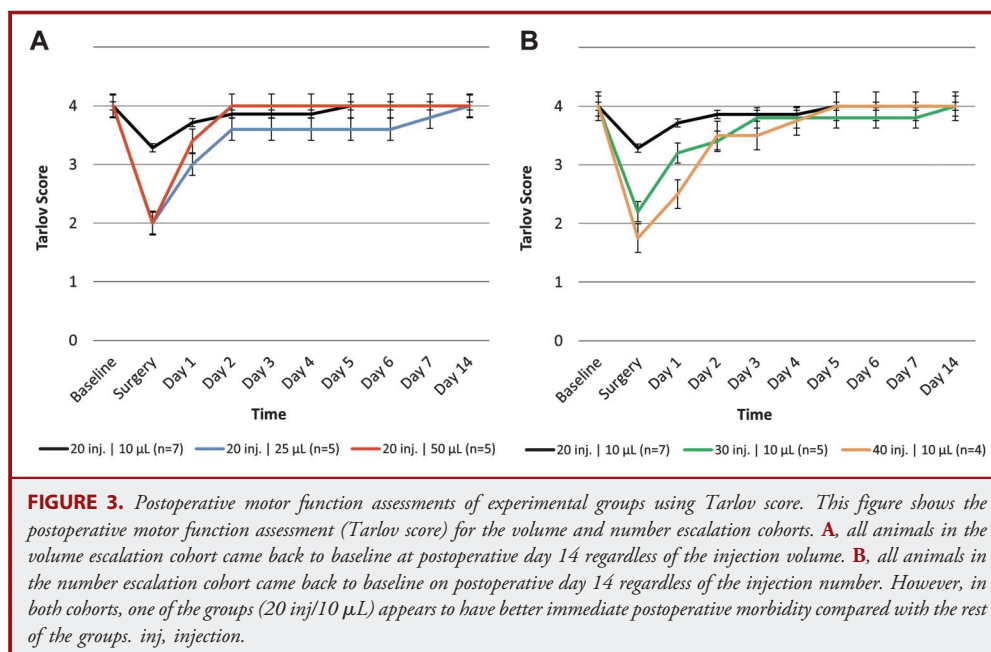 A
B
4
3
2
1
0
Tarlov Score
Baseline
Surgery
Day 1
Day 2
Day 3
Day 4
Day 5
Day 6
Day 7
Day 14
Time
20 inj. | 10 µL (n=7) 20 inj. | 25 µL (n=5) 20 inj. | 50 µL (n=5)
4
3
2
1
0
Tarlov Score
Baseline
Surgery
Day 1
Day 2
Day 3
Day 4
Day 5
Day 6
Day 7
Day 14
Time
20 inj. | 10 µL (n=7) 30 inj. | 10 µL (n=5) 40 inj. | 10 µL (n=4)
FIGURE 3. Postoperative motor function assessments of experimental groups using Tarlov score. This figure shows the
postoperative motor function assessment (Tarlov score) for the volume and number escalation cohorts. A, all animals in the
volume escalation cohort came back to baseline at postoperative day 14 regardless of the injection volume. B, all animals in
the number escalation cohort came back to baseline on postoperative day 14 regardless of the injection number. However, in
both cohorts, one of the groups (20 inj/10 µL) appears to have better immediate postoperative morbidity compared with the rest
of the groups. inj, injection.